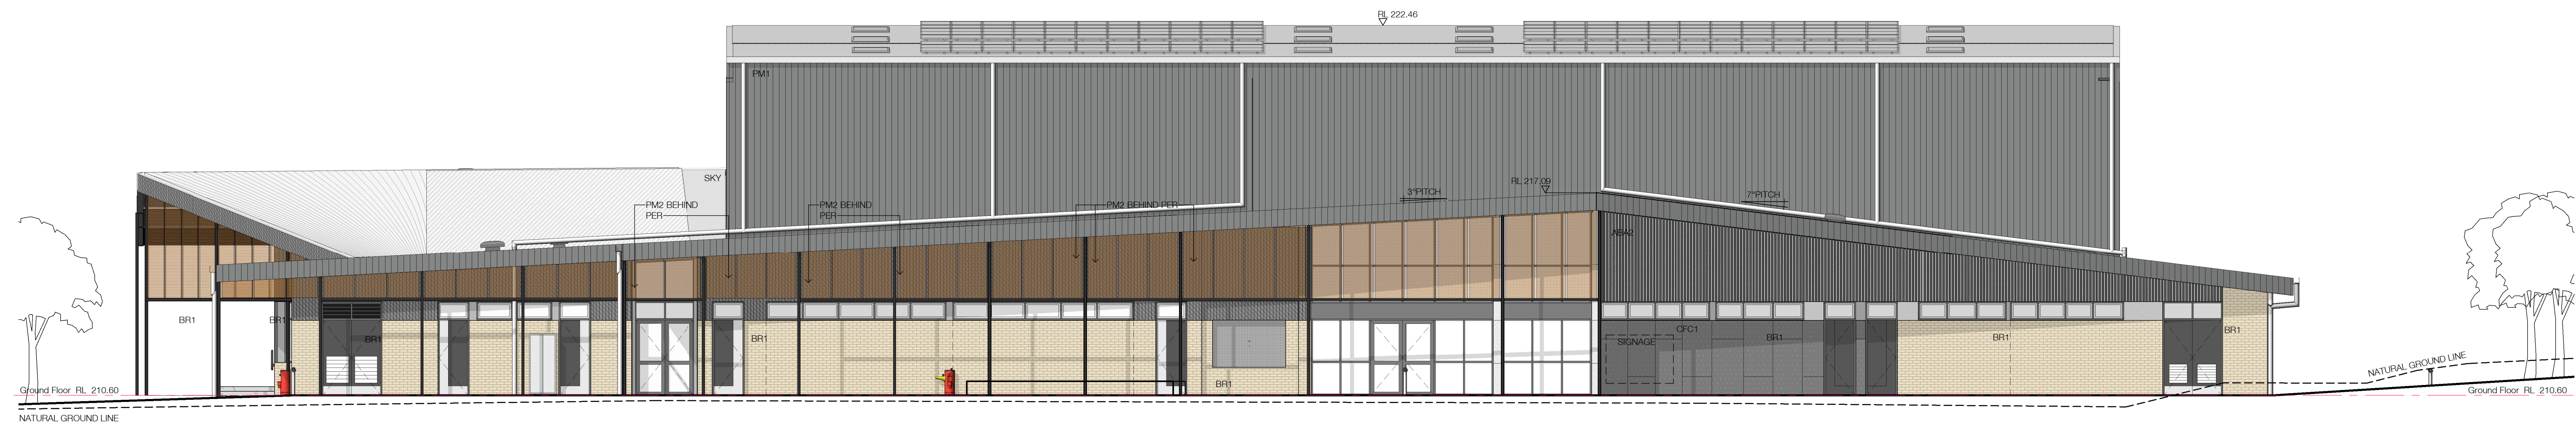 RL 222.46
PM1
SKY
RL 217.09
3°PITCH
7°PITCH
PM2 BEHIND
PER
PM2 BEHIND
PER
PM2 BEHIND PER
ABA2
BR1
BR1
BR1
BR1
BR1
CFC1
SIGNAGE
BR1
BR1
BR1
NATURAL GROUND LINE
Ground Floor RL 210.60
Ground Floor RL 210.60
NATURAL GROUND LINE